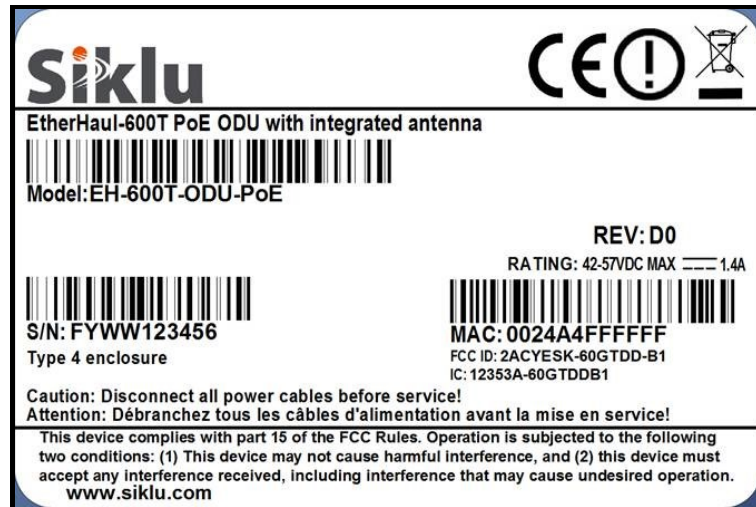 Siklu
CE
EtherHaul-600T PoE ODU with integrated antenna
Model:EH-600T-ODU-PoE
REV: D0
RATING: 42-57VDC MAX 1.4A
S/N: FYWW123456
MAC: 0024A4FFFFFF
Type 4 enclosure
FCC ID: 2ACYESK-60GTDD-B1
IC: 12353A-60GTDDB1
Caution: Disconnect all power cables before service!
Attention: Débranchez tous les câbles d'alimentation avant la mise en service!
This device complies with part 15 of the FCC Rules. Operation is subjected to the following
two conditions: (1) This device may not cause harmful interference, and (2) this device must
accept any interference received, including interference that may cause undesired operation.
www.siklu.com